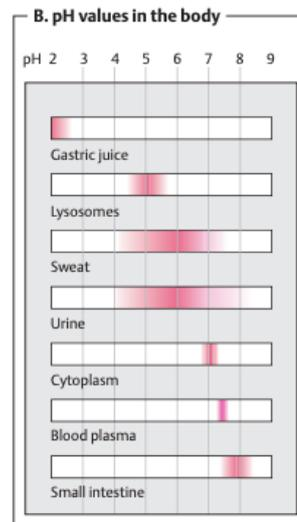 B. pH values in the body
pH 2 3 4 5 6 7 8 9
Gastric juice
Lysosomes
Sweat
Urine
Cytoplasm
Blood plasma
Small intestine